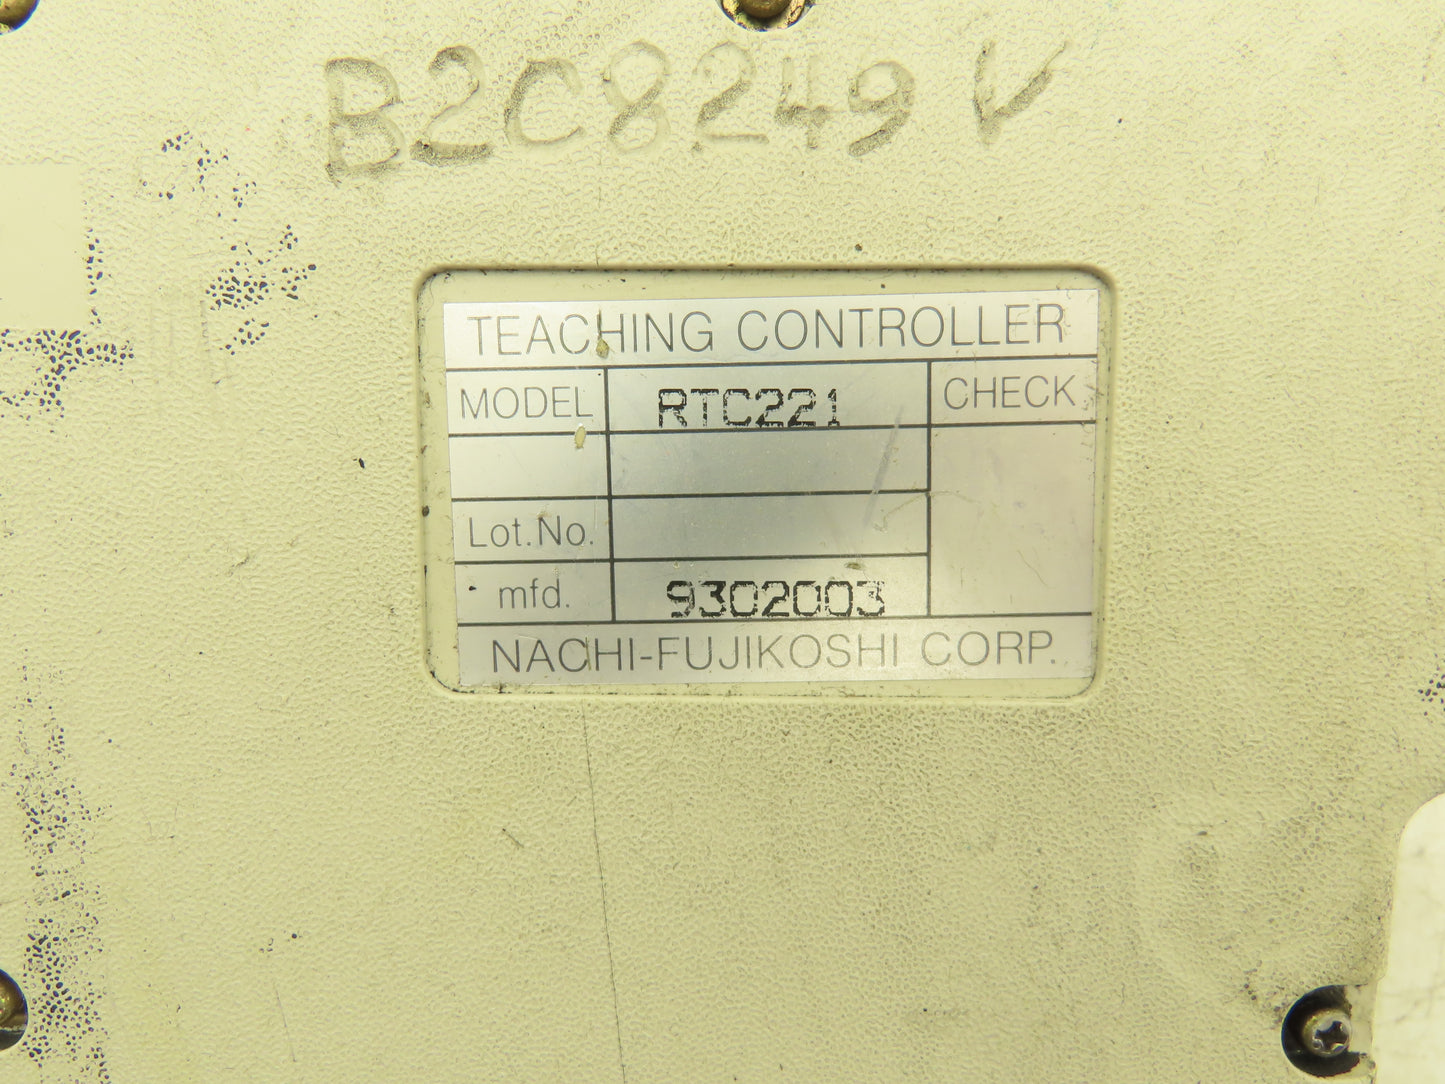 B2C8249V
TEACHING CONTROLLER
MODEL RTC221 CHECK
Lot.No.
mfd. 9302003
NACHI-FUJIKOSHI CORP.